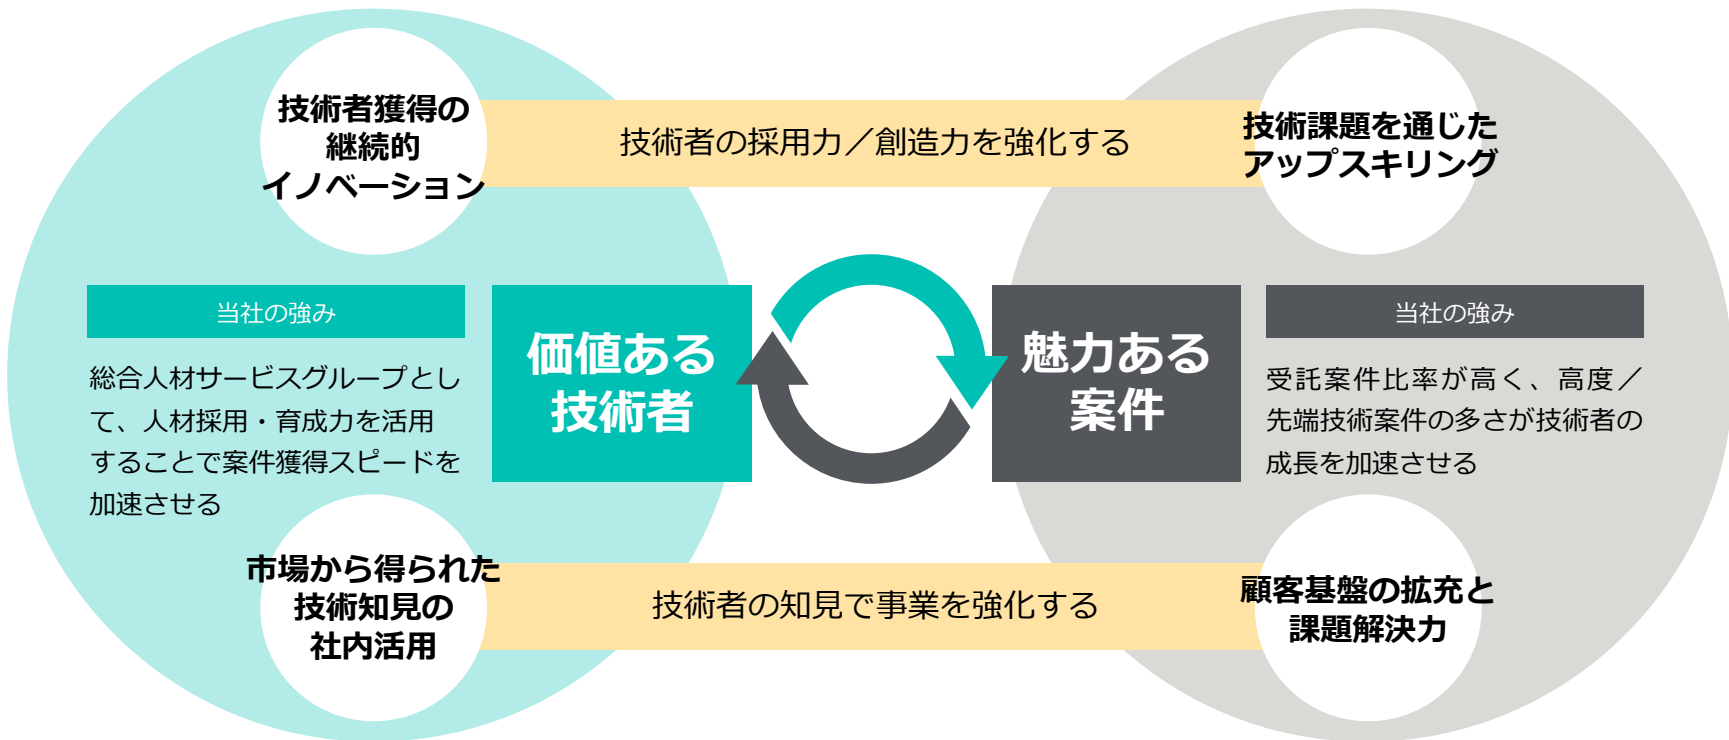 技術者獲得の
継続的
イノベーション
技術者の採用力／創造力を強化する
技術課題を通じた
アップスキリング
当社の強み
総合人材サービスグループとし
て、人材採用・育成力を活用
することで案件獲得スピードを
加速させる
価値ある
技術者
魅力ある
案件
当社の強み
受託案件比率が高く、高度／
先端技術案件の多さが技術者の
成長を加速させる
市場から得られた
技術知見の
社内活用
技術者の知見で事業を強化する
顧客基盤の拡充と
課題解決力